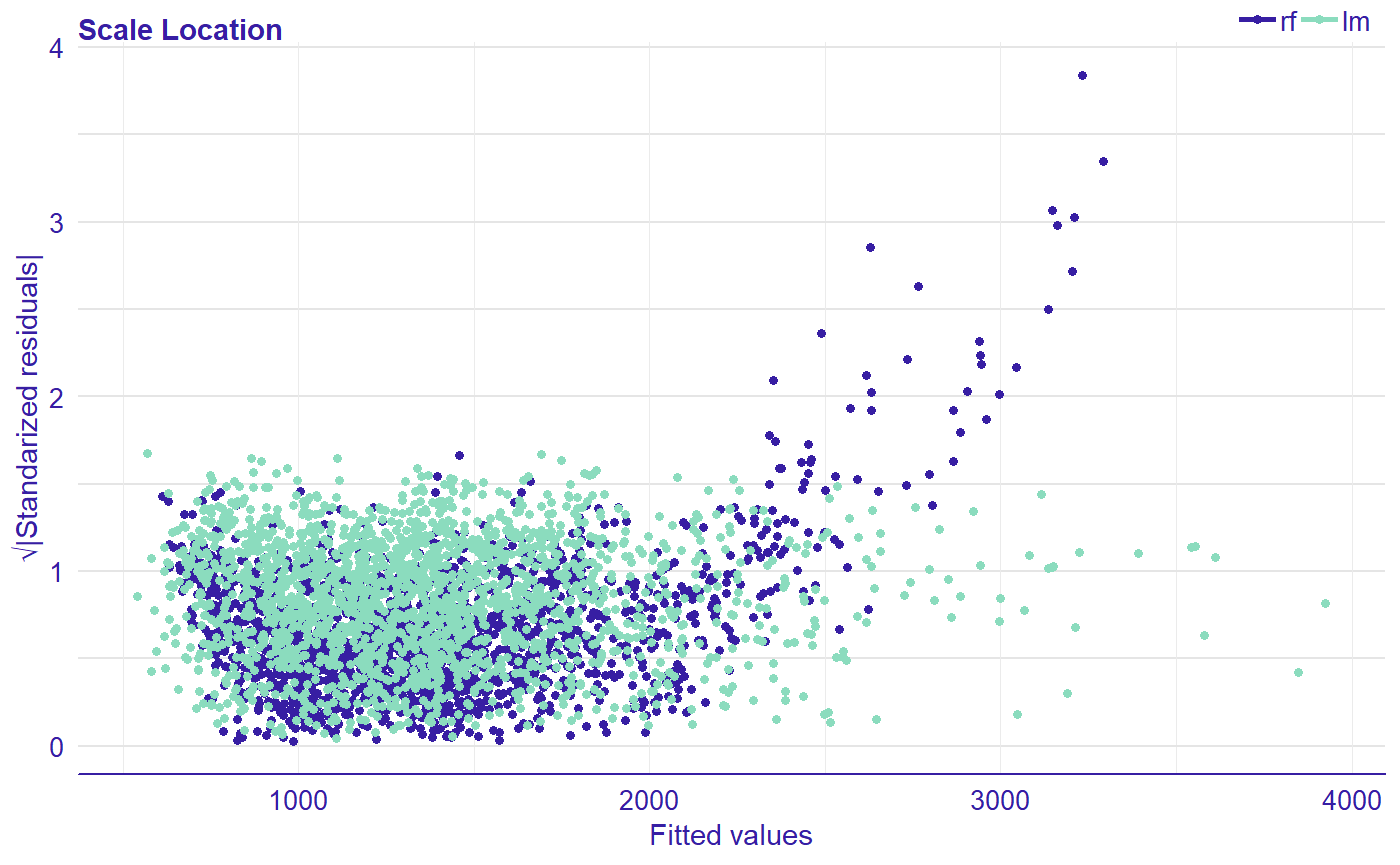 Scale Location
rf lm
√|Standarized residuals|
4
3
2
1
0
1000 2000 3000 4000
Fitted values